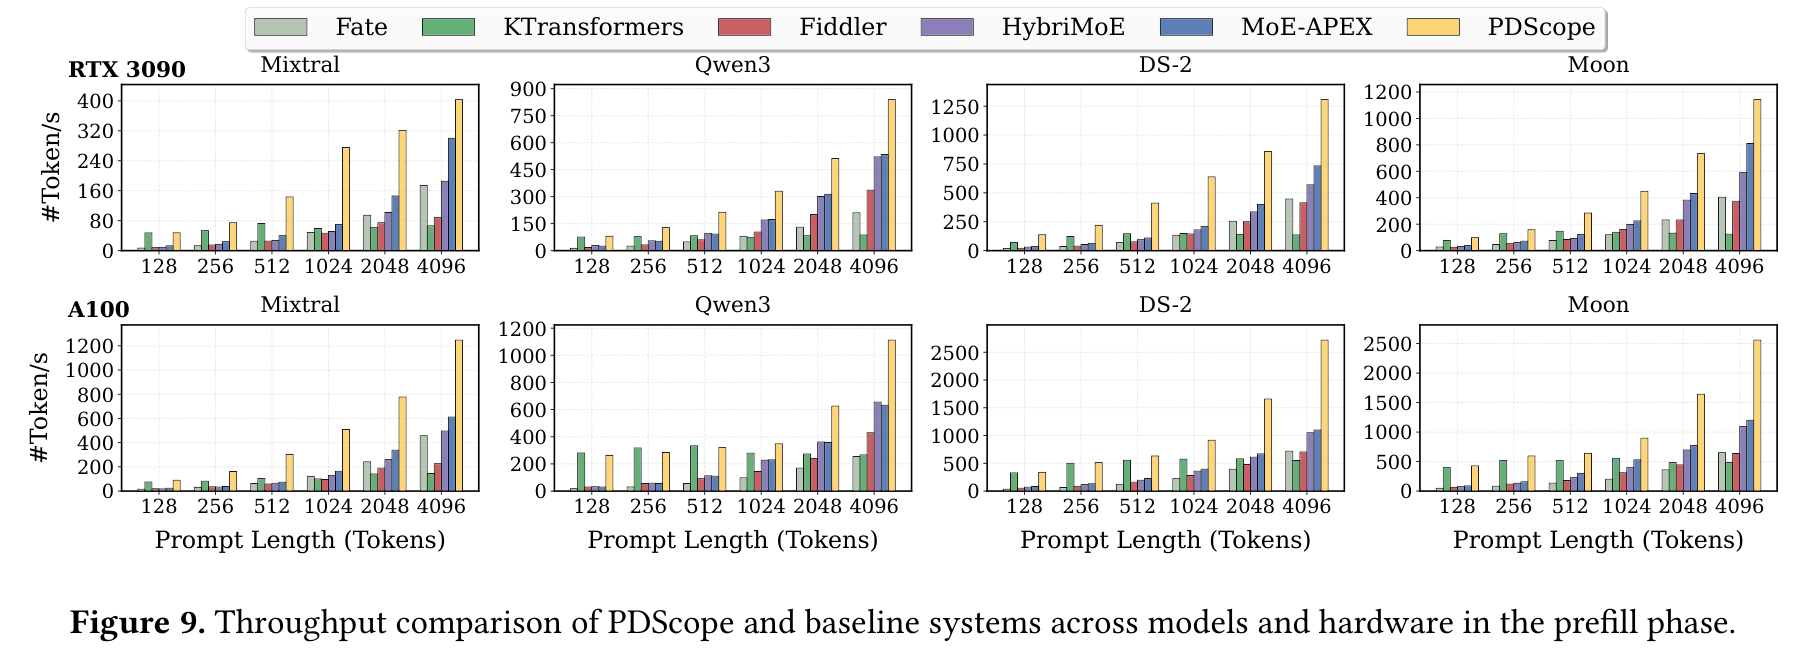 Fate KTransformers Fiddler HybriMoE MoE-APEX PDScope
RTX 3090
Mixtral
#Token/s
400
320
240
160
80
0
128 256 512 1024 2048 4096
Qwen3
900
750
600
450
300
150
0
128 256 512 1024 2048 4096
DS-2
1250
1000
750
500
250
0
128 256 512 1024 2048 4096
Moon
1200
1000
800
600
400
200
0
128 256 512 1024 2048 4096
A100
Mixtral
#Token/s
1200
1000
800
600
400
200
0
128 256 512 1024 2048 4096
Prompt Length (Tokens)
Qwen3
1200
1000
800
600
400
200
0
128 256 512 1024 2048 4096
Prompt Length (Tokens)
DS-2
2500
2000
1500
1000
500
0
128 256 512 1024 2048 4096
Prompt Length (Tokens)
Moon
2500
2000
1500
1000
500
0
128 256 512 1024 2048 4096
Prompt Length (Tokens)
Figure 9. Throughput comparison of PDScope and baseline systems across models and hardware in the prefill phase.